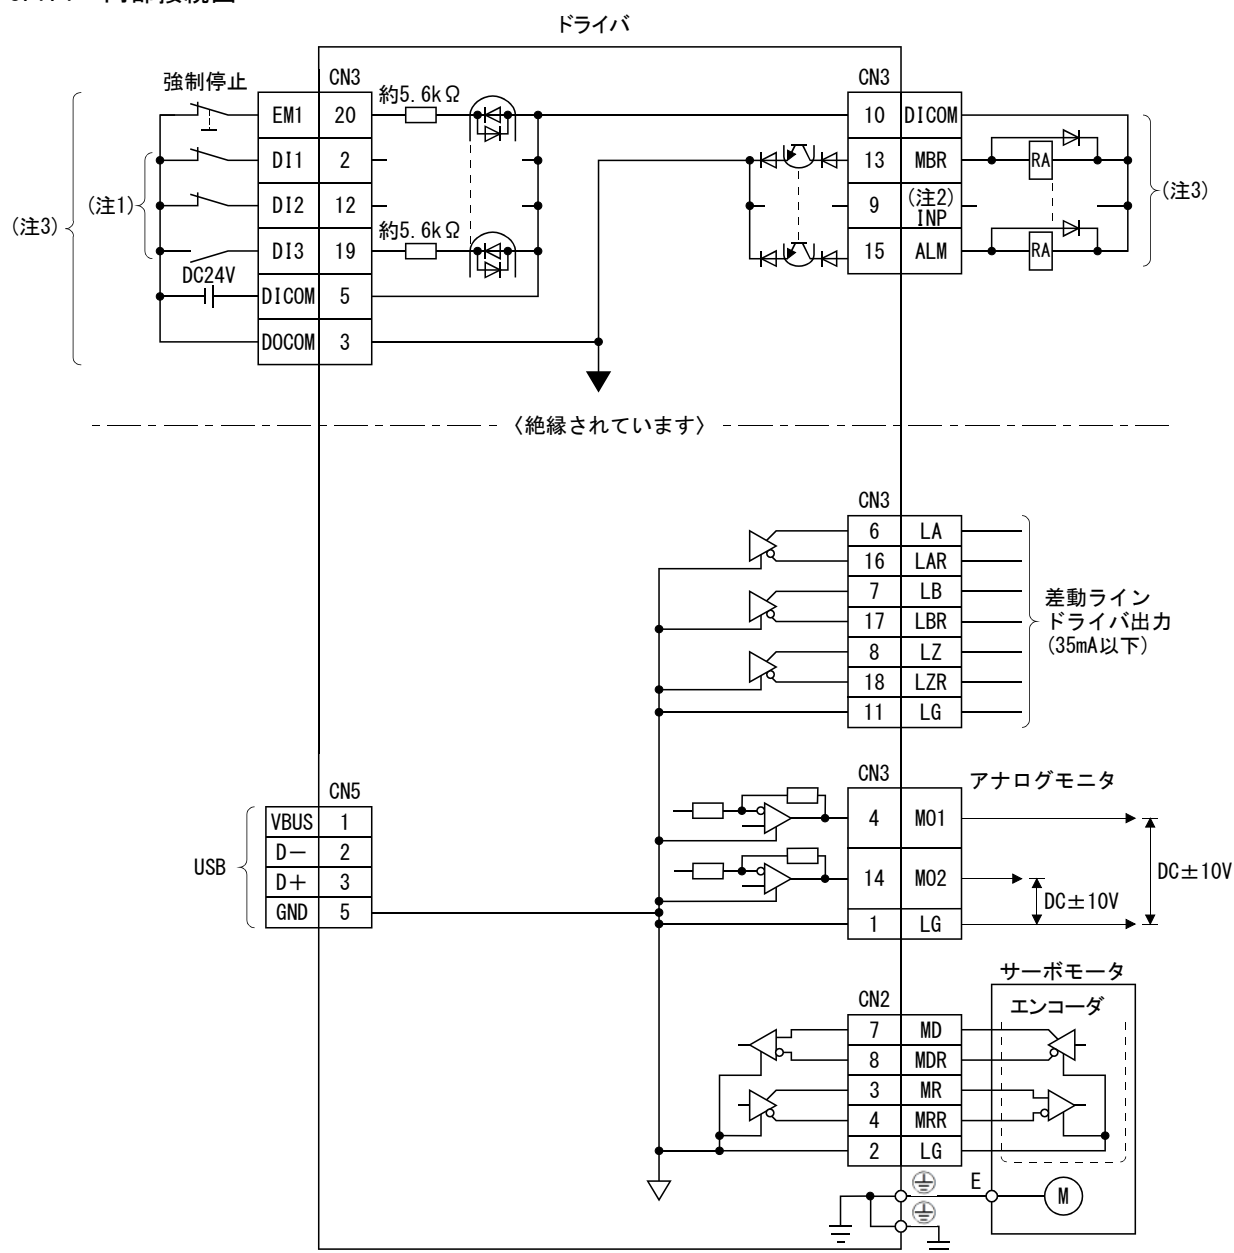 ドライバ
CN3
強制停止
約5.6kΩ
EM1 20
DI1 2
(注1)
DI2 12
(注3)
約5.6kΩ
DI3 19
DC24V
DICOM 5
DOCOM 3
CN3
10 DICOM
13 MBR RA
9 (注2)
INP
(注3)
15 ALM RA
〈絶縁されています〉
CN3
6 LA
16 LAR
7 LB
17 LBR
8 LZ
18 LZR
11 LG
差動ライン
ドライバ出力
(35mA以下)
CN5
VBUS 1
D− 2
D+ 3
GND 5
USB
CN3
アナログモニタ
4 MO1
14 MO2
1 LG
DC±10V
DC±10V
サーボモータ
エンコーダ
CN2
7 MD
8 MDR
3 MR
4 MRR
2 LG
E
M